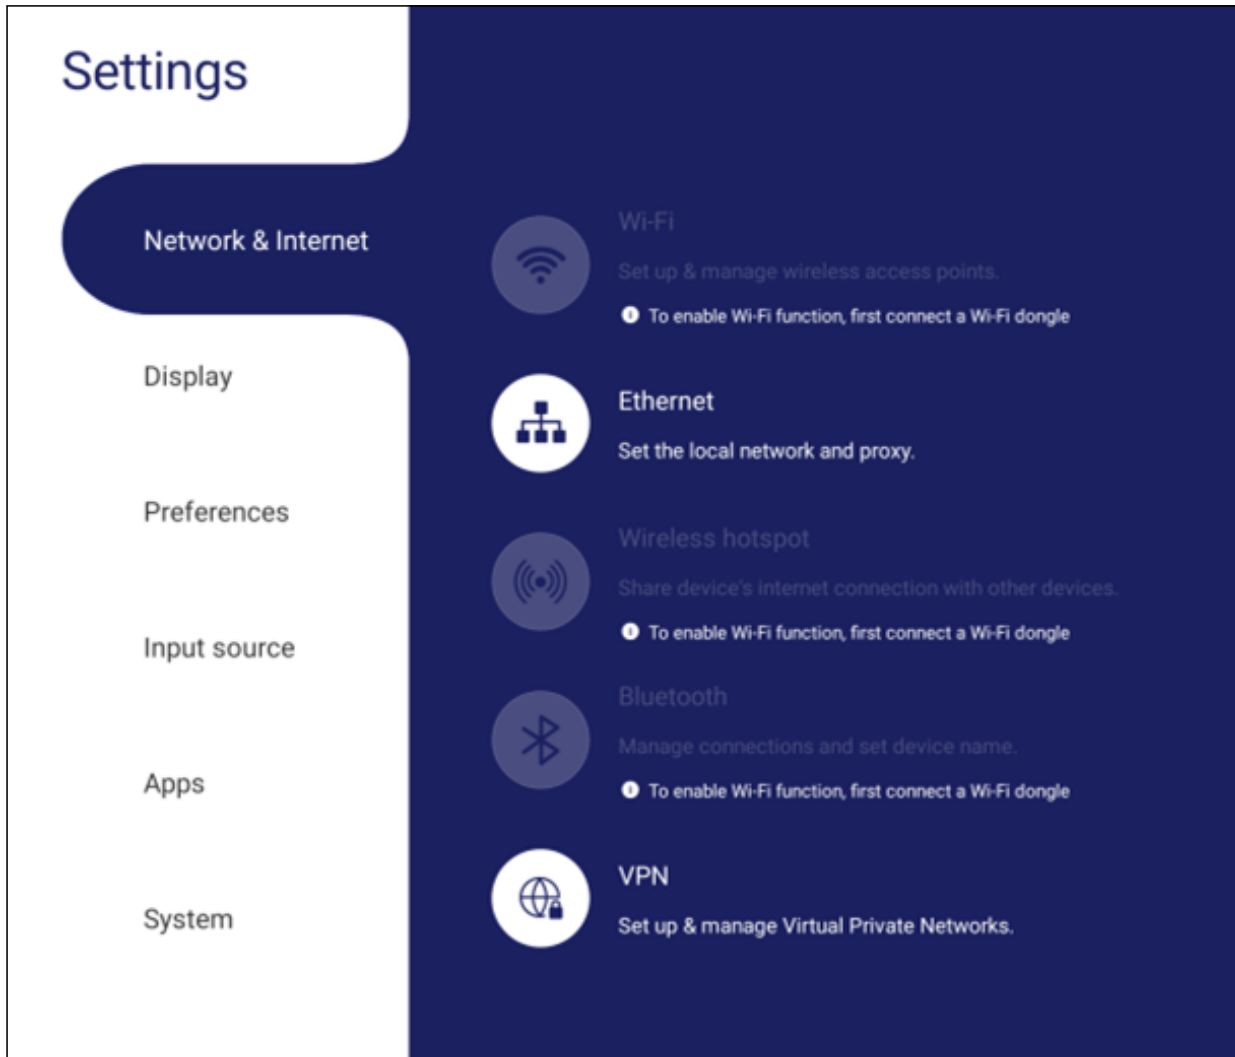 Settings
Network & Internet
Display
Preferences
Input source
Apps
System
Wi-Fi
Set up & manage wireless access points.
To enable Wi-Fi function, first connect a Wi-Fi dongle
Ethernet
Set the local network and proxy.
Wireless hotspot
Share device's internet connection with other devices.
To enable Wi-Fi function, first connect a Wi-Fi dongle
Bluetooth
Manage connections and set device name.
To enable Wi-Fi function, first connect a Wi-Fi dongle
VPN
Set up & manage Virtual Private Networks.